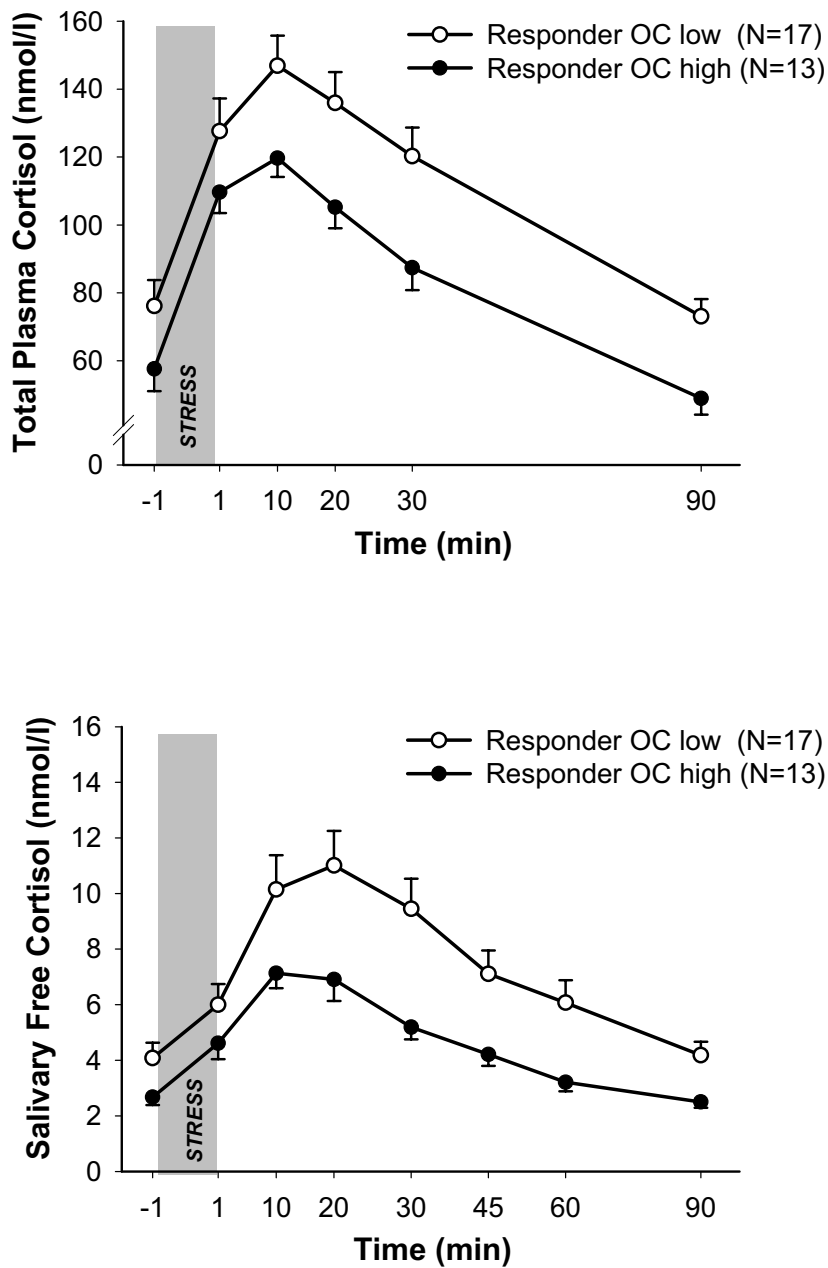 160
140
120
100
80
60
0
Total Plasma Cortisol (nmol/l)
Responder OC low (N=17)
Responder OC high (N=13)
STRESS
-1 1 10 20 30 90
Time (min)
16
14
12
10
8
6
4
2
0
Salivary Free Cortisol (nmol/l)
Responder OC low (N=17)
Responder OC high (N=13)
STRESS
-1 1 10 20 30 45 60 90
Time (min)